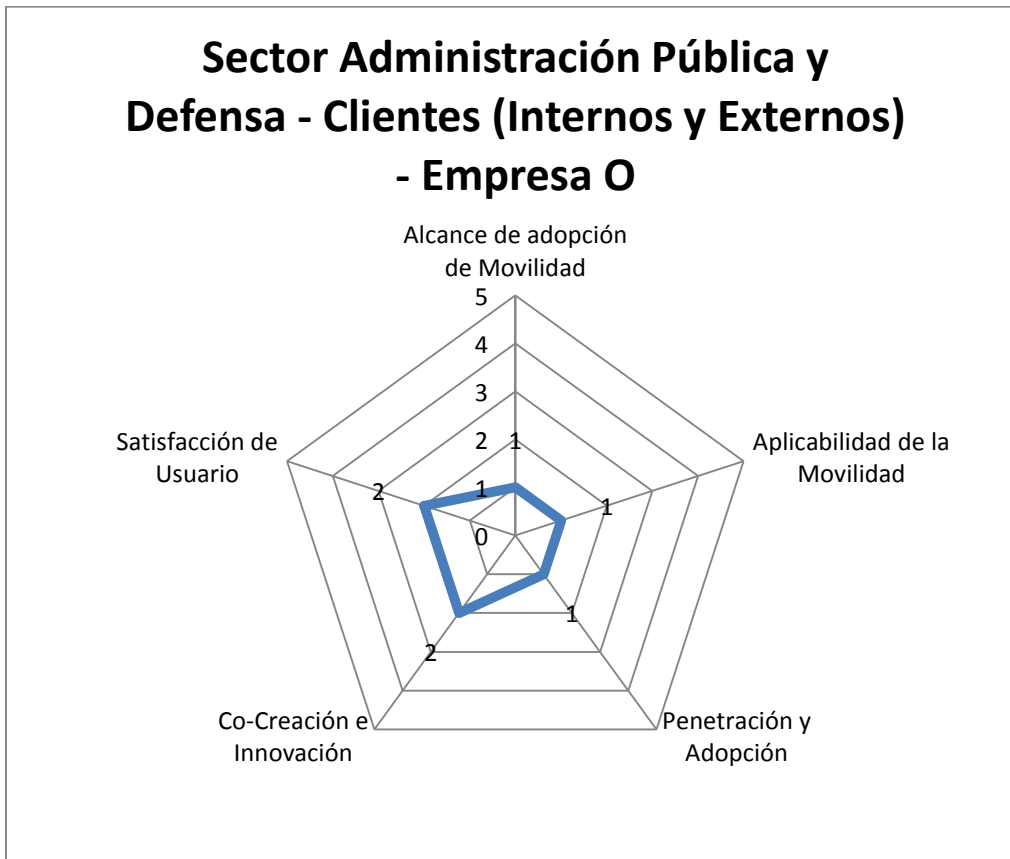 Sector Administración Pública y
Defensa - Clientes (Internos y Externos)
- Empresa O
Alcance de adopción
de Movilidad
5
4
3
2
1
1
0
Aplicabilidad de la
Movilidad
1
Penetración y
Adopción
1
Co-Creación e
Innovación
2
Satisfacción de
Usuario
2